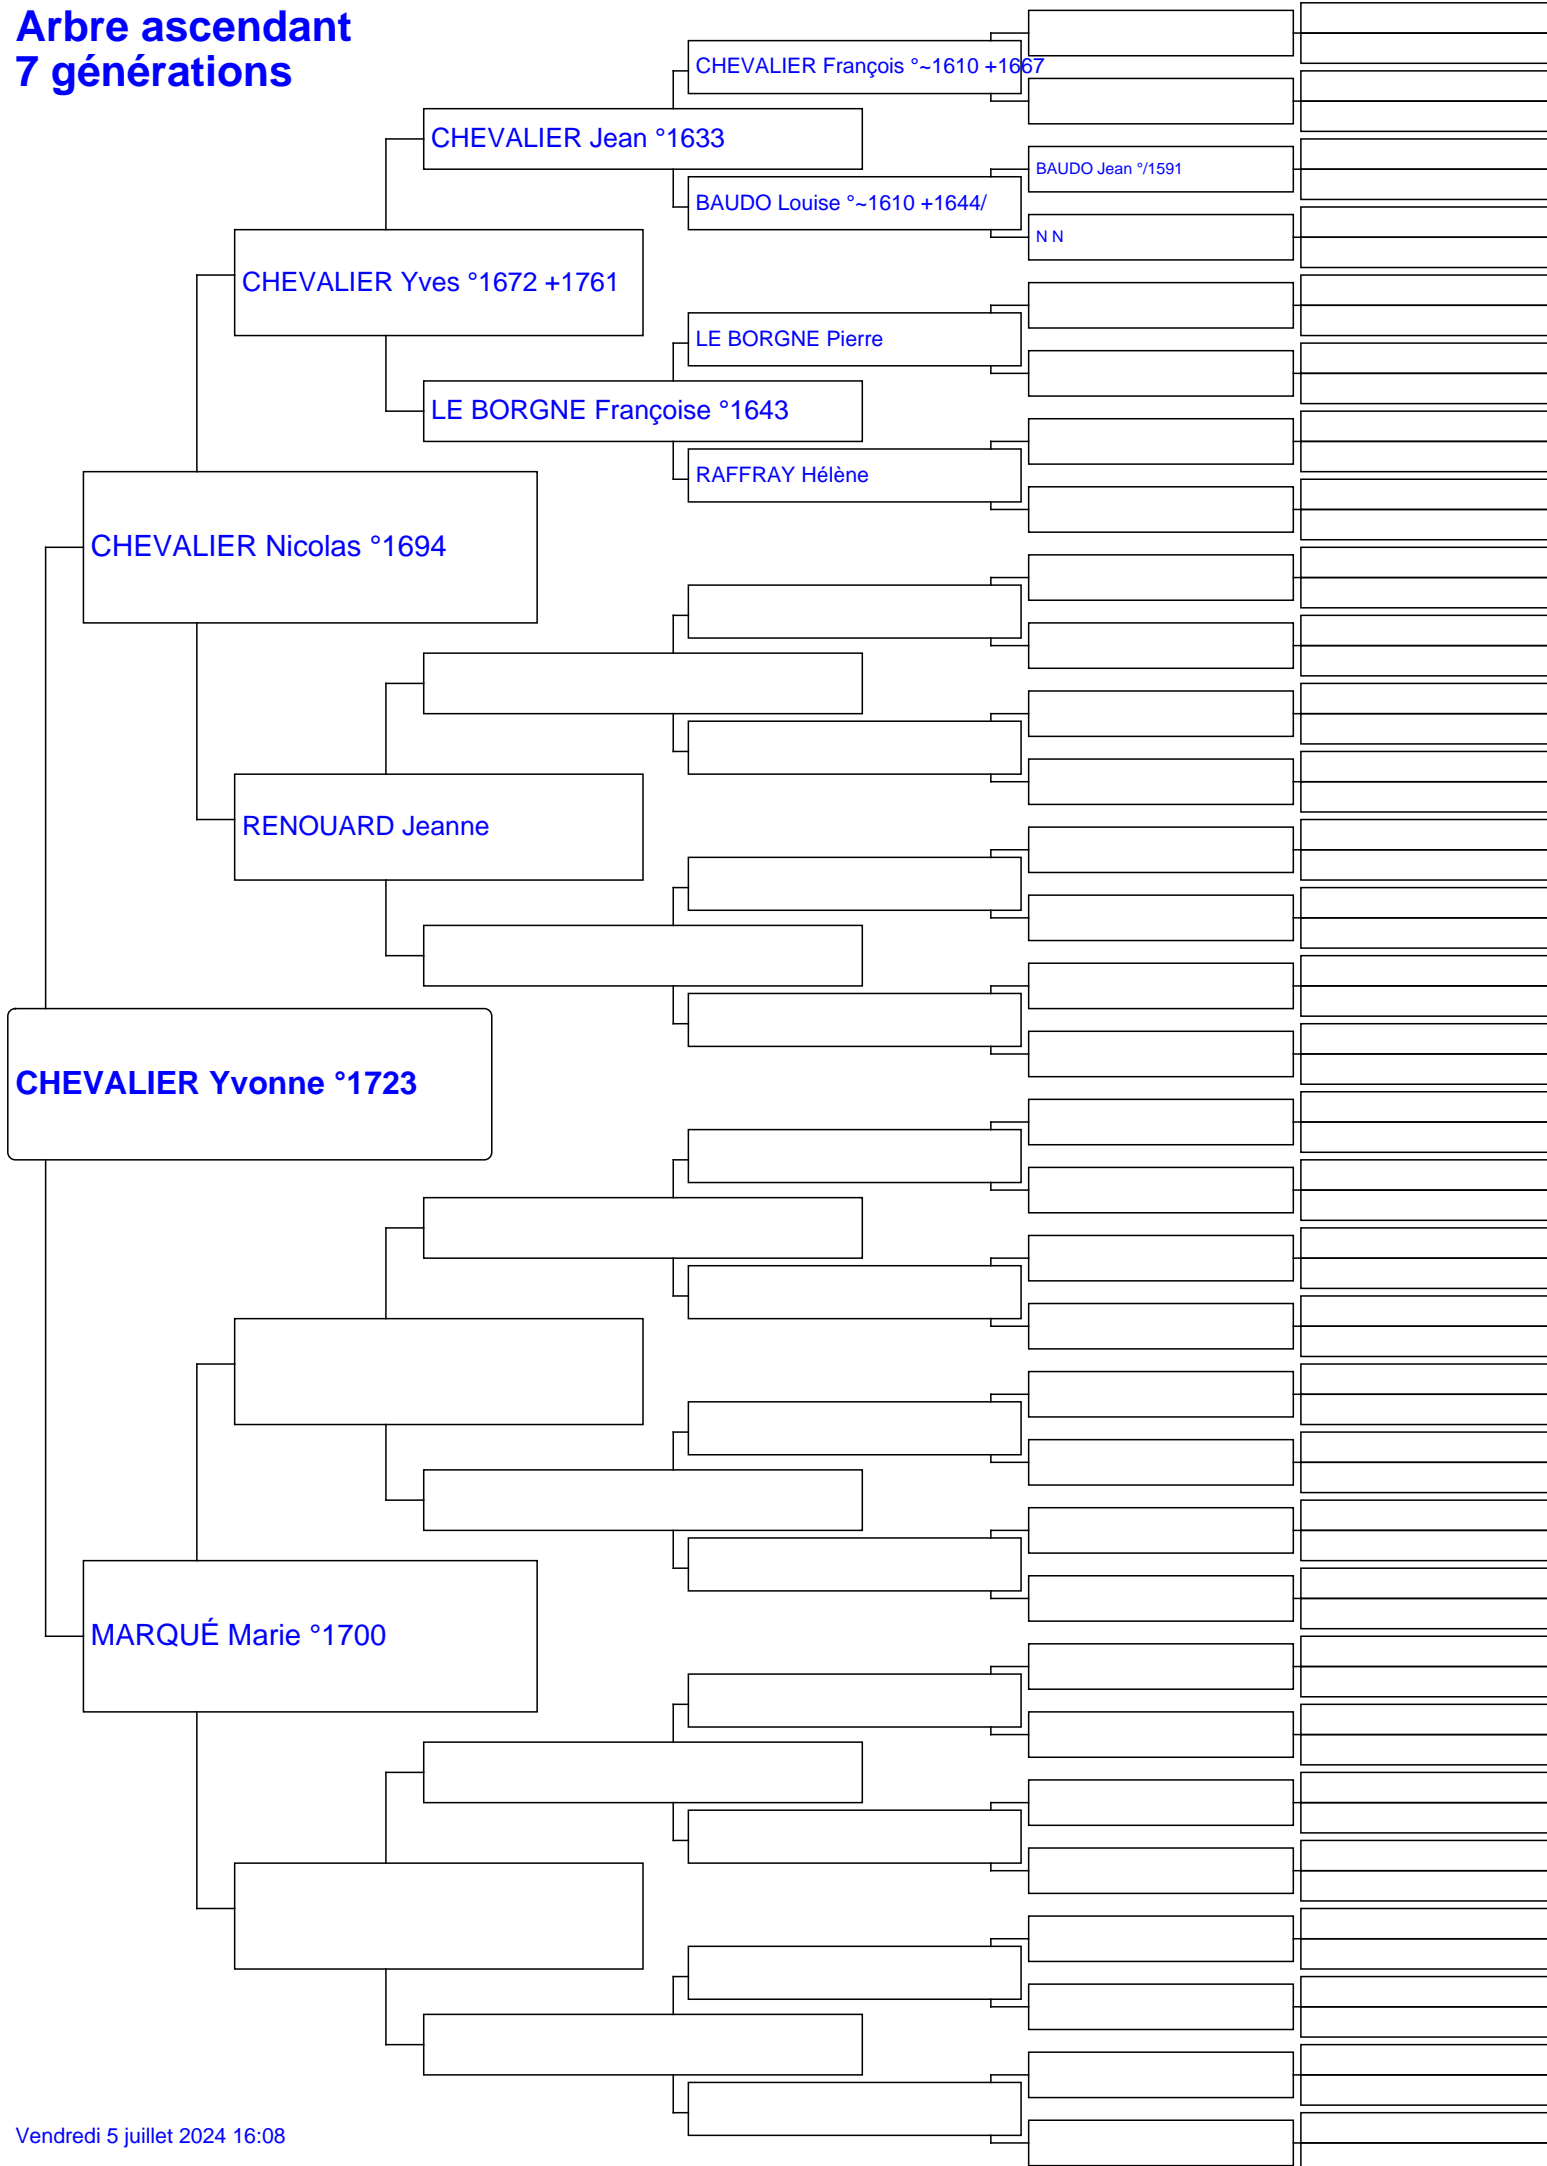 Arbre ascendant
7 générations
CHEVALIER François °~1610 +1667
CHEVALIER Jean °1633
BAUDO Jean °/1591
BAUDO Louise °~1610 +1644/
N N
CHEVALIER Yves °1672 +1761
LE BORGNE Pierre
LE BORGNE Françoise °1643
RAFFRAY Hélène
CHEVALIER Nicolas °1694
RENOUARD Jeanne
CHEVALIER Yvonne °1723
MARQUÉ Marie °1700
Vendredi 5 juillet 2024 16:08